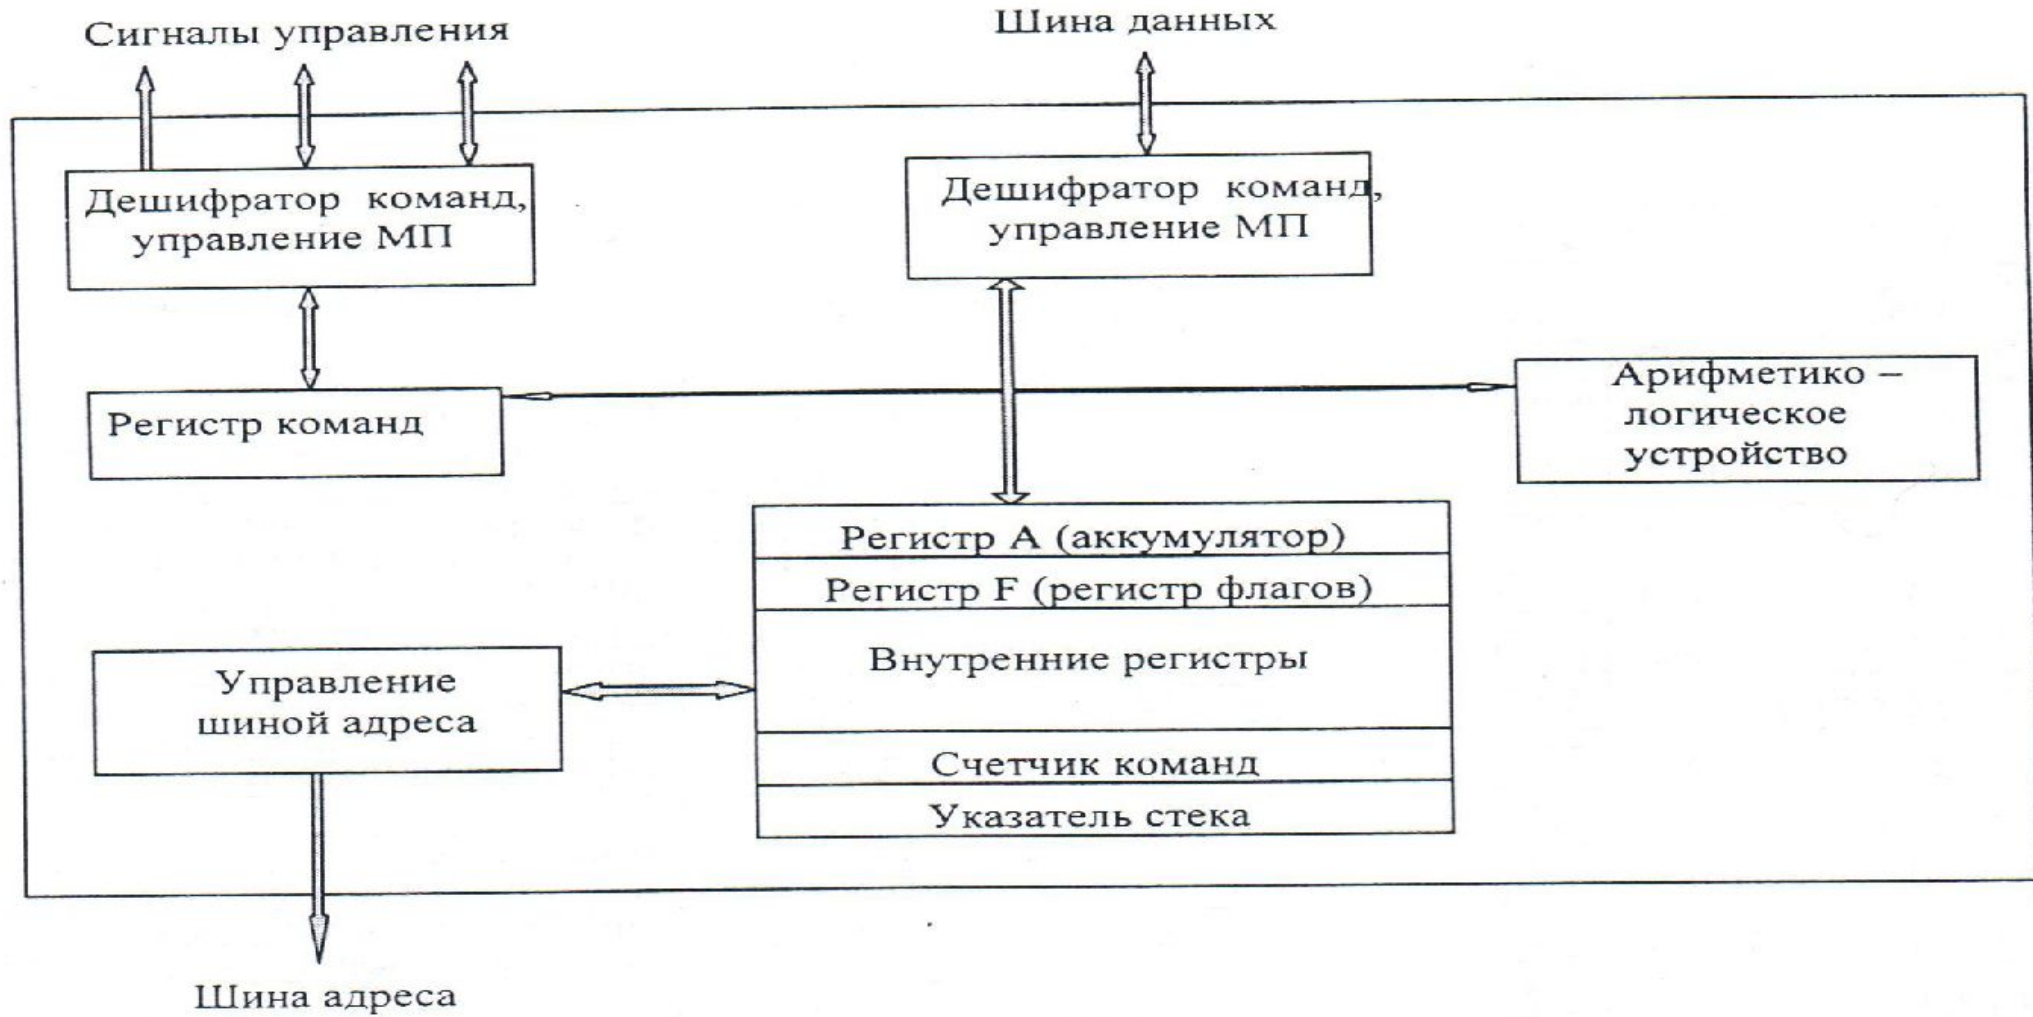 Сигналы управления
Шина данных
Дешифратор команд,
управление МП
Дешифратор команд,
управление МП
Регистр команд
Арифметико –
логическое
устройство
Регистр А (аккумулятор)
Регистр F (регистр флагов)
Внутренние регистры
Управление
шиной адреса
Счетчик команд
Указатель стека
Шина адреса